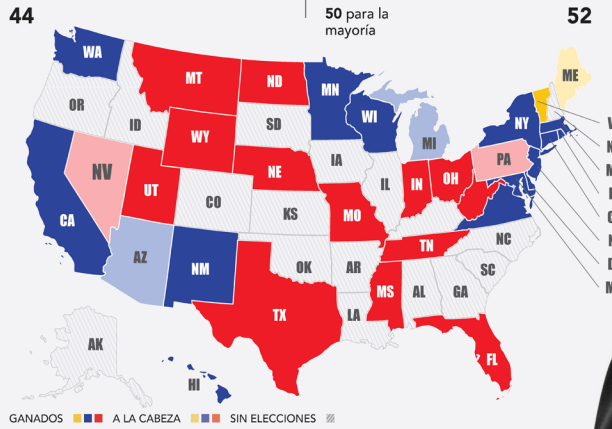 44
50 para la
mayoría
52
WA
MT
ND
MN
ME
OR
ID
SD
WI
NY
MI
WY
IA
PA
NV
NE
IL
IN
OH
UT
CO
KS
MO
CA
TN
NC
AZ
NM
OK
AR
SC
MS
AL
GA
TX
LA
AK
FL
HI
GANADOS A LA CABEZA SIN ELECCIONES